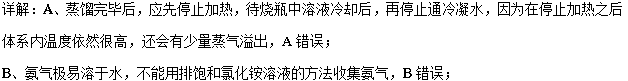 详解：A、蒸馏完毕后，应先停止加热，待烧瓶中溶液冷却后，再停止通冷凝水，因为在停止加热之后
体系内温度依然很高，还会有少量蒸气溢出，A 错误；
B、氨气极易溶于水，不能用排饱和氯化铵溶液的方法收集氨气，B 错误；